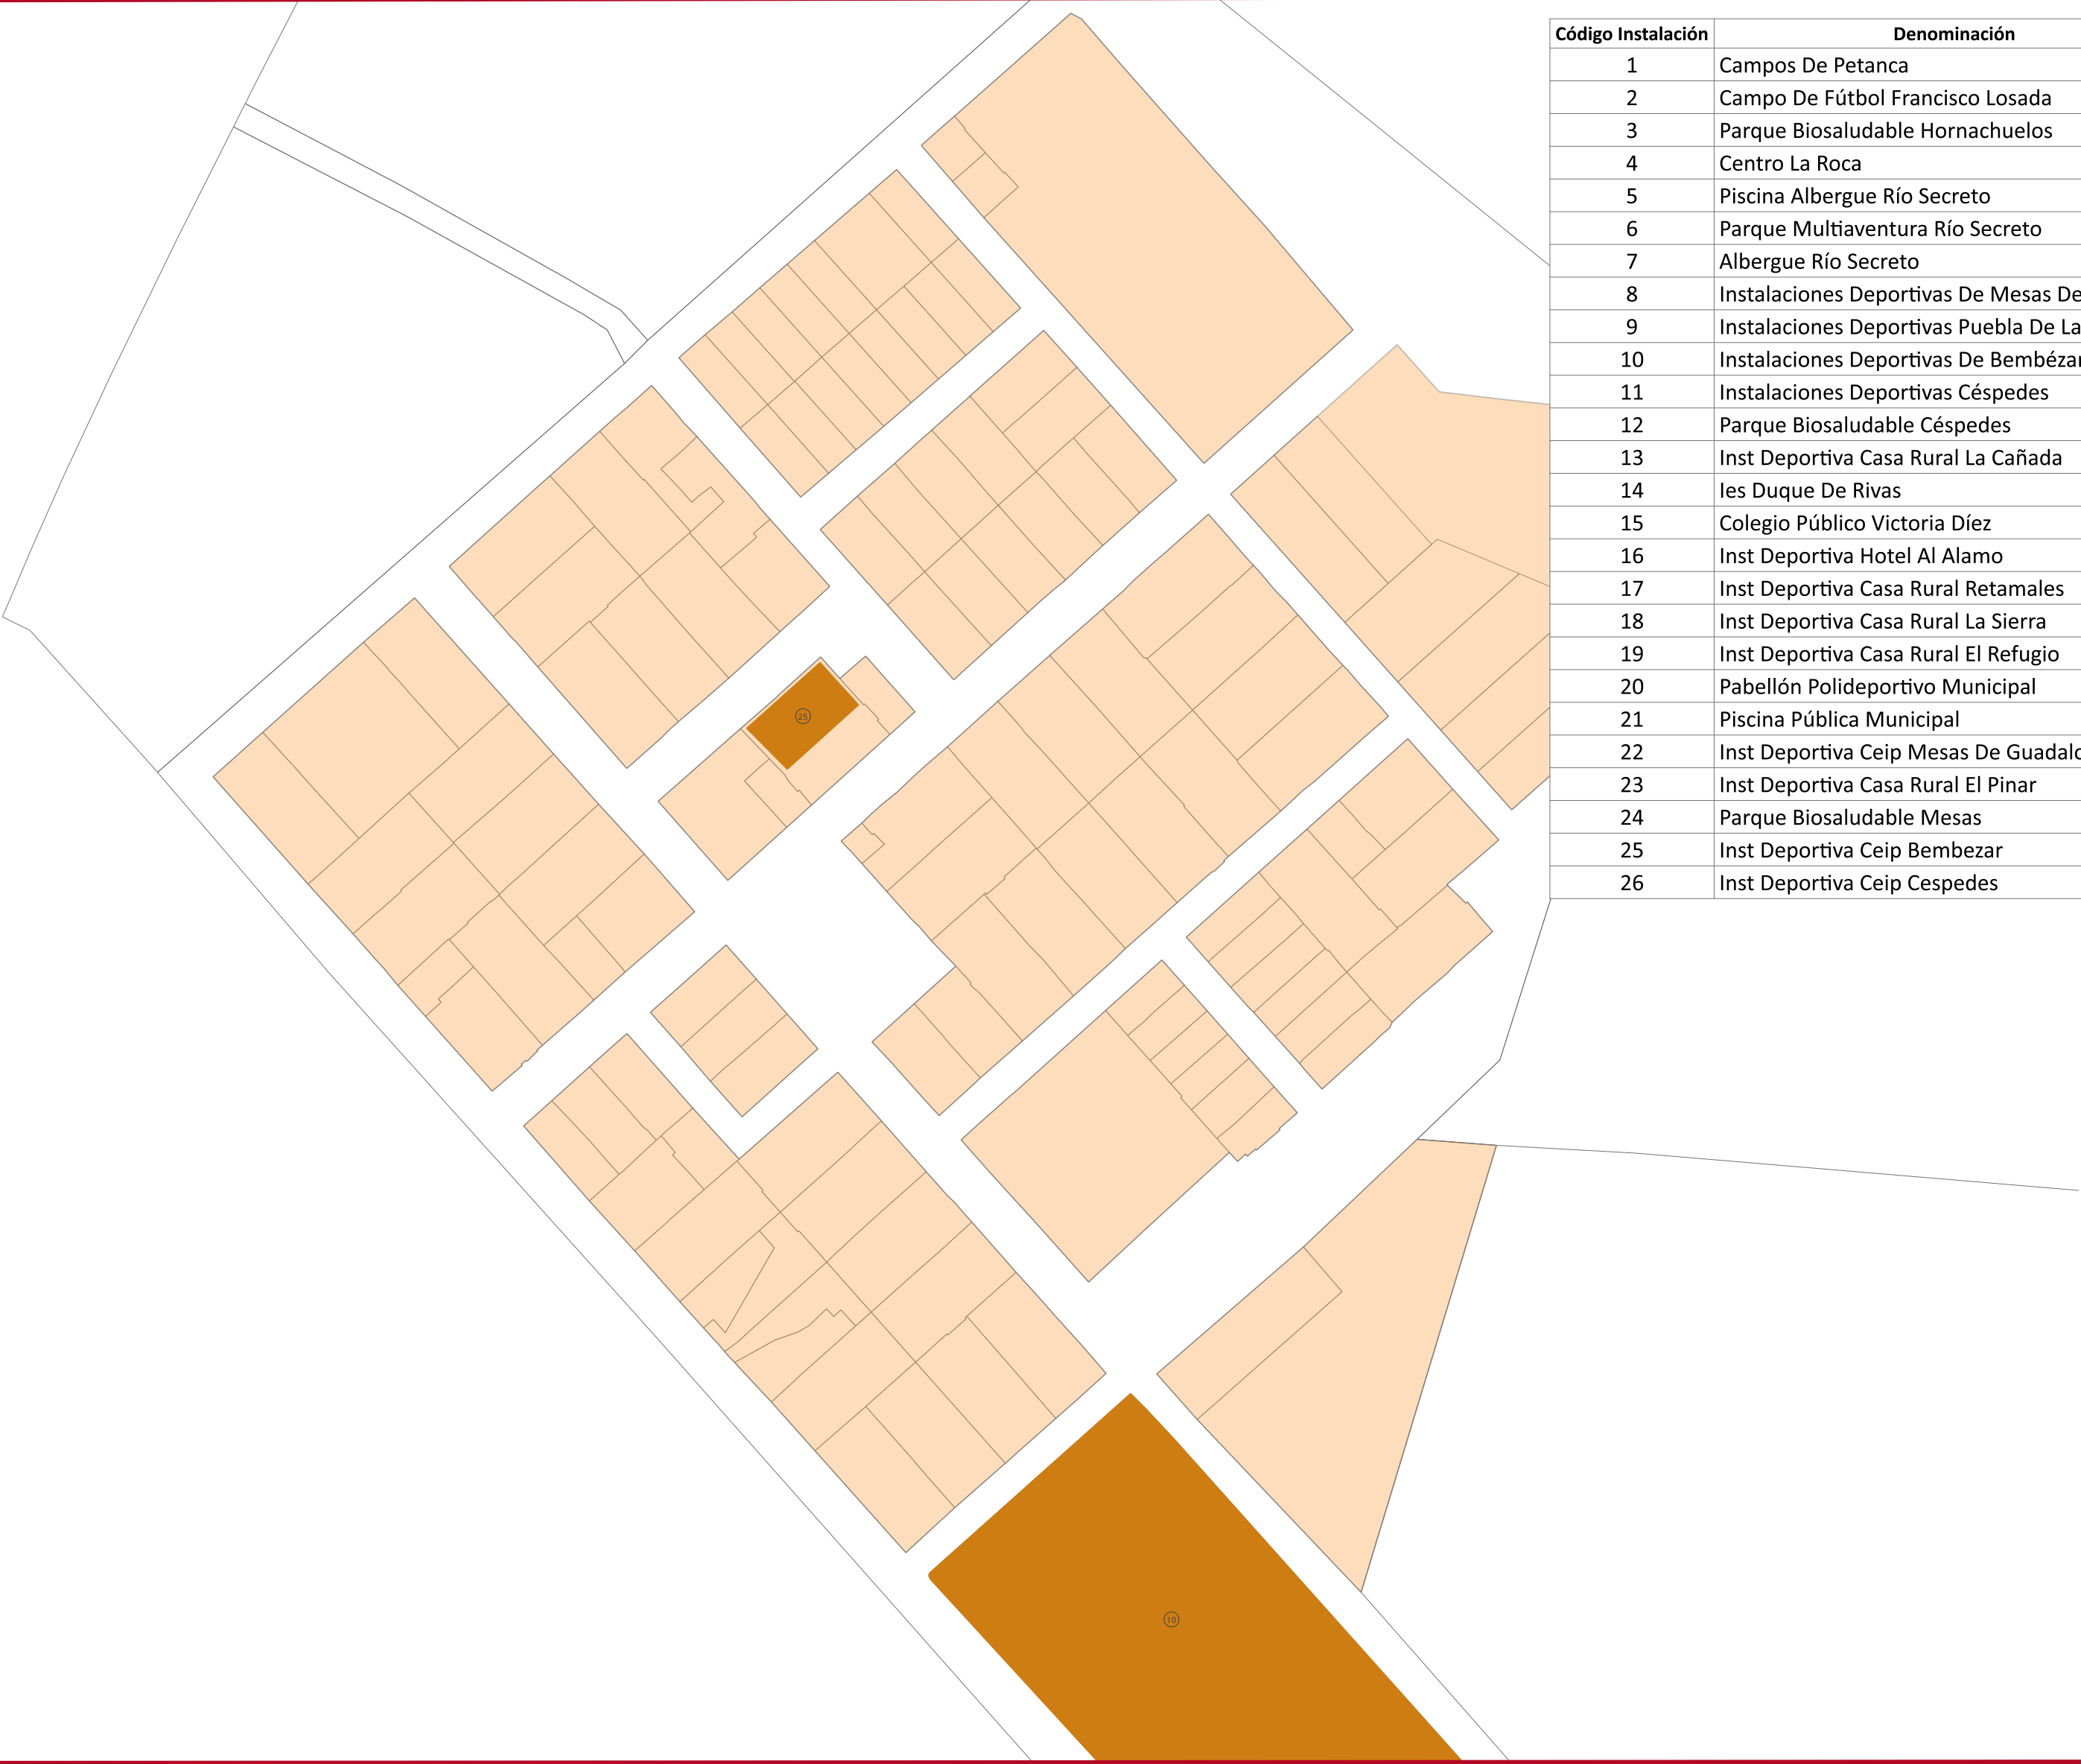 Código Instalación Denominación
1 Campos De Petanca
2 Campo De Fútbol Francisco Losada
3 Parque Biosaludable Hornachuelos
4 Centro La Roca
5 Piscina Albergue Río Secreto
6 Parque Multiaventura Río Secreto
7 Albergue Río Secreto
8 Instalaciones Deportivas De Mesas De
9 Instalaciones Deportivas Puebla De La
10 Instalaciones Deportivas De Bembézar
11 Instalaciones Deportivas Céspedes
12 Parque Biosaludable Céspedes
13 Inst Deportiva Casa Rural La Cañada
14 Ies Duque De Rivas
15 Colegio Público Victoria Díez
16 Inst Deportiva Hotel Al Alamo
17 Inst Deportiva Casa Rural Retamales
18 Inst Deportiva Casa Rural La Sierra
19 Inst Deportiva Casa Rural El Refugio
20 Pabellón Polideportivo Municipal
21 Piscina Pública Municipal
22 Inst Deportiva Ceip Mesas De Guadalo
23 Inst Deportiva Casa Rural El Pinar
24 Parque Biosaludable Mesas
25 Inst Deportiva Ceip Bembezar
26 Inst Deportiva Ceip Cespedes
25
10